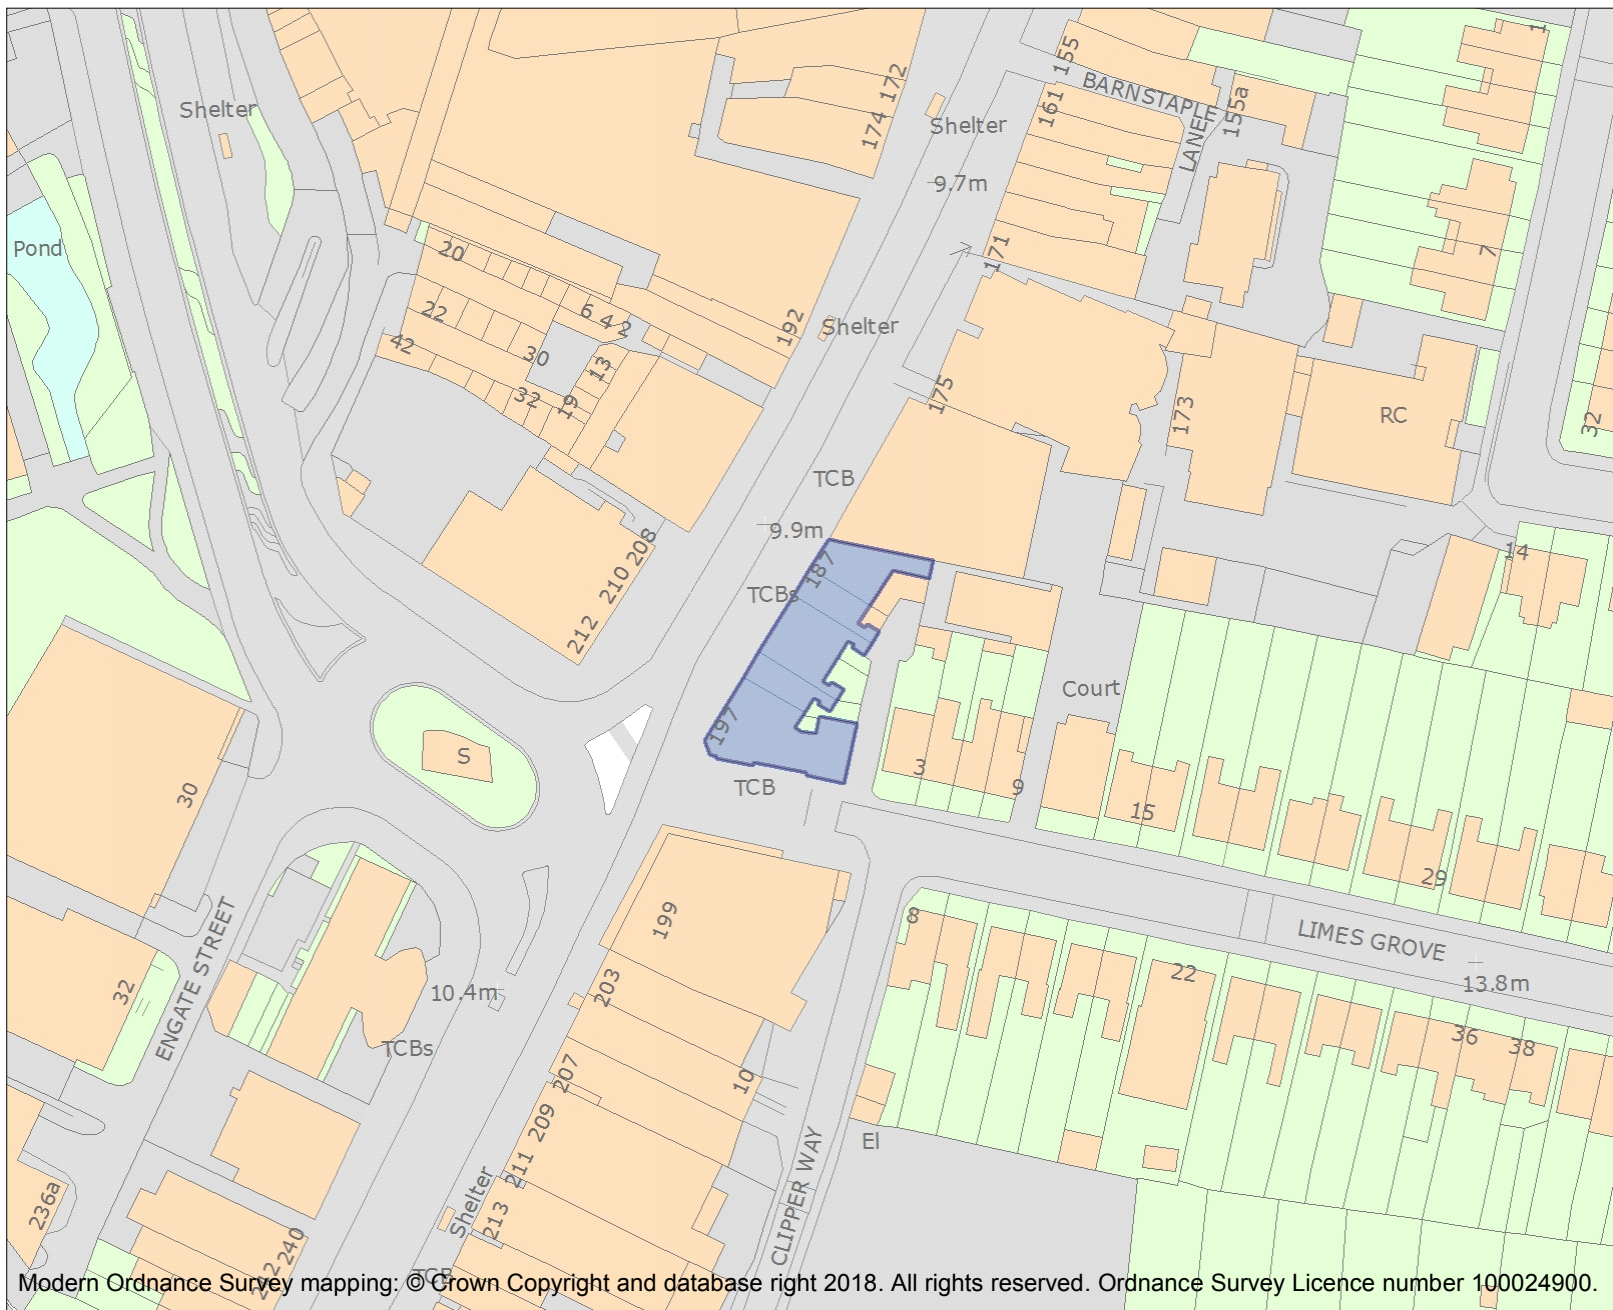 1
155
BARNSTAPLE
LANE
155a
172
Shelter
161
174
Shelter
9.7m
Pond
20
171
7
22
6 4 2
192
Shelter
42
30
13
32
19
175
173
RC
32
TCB
9.9m
208
187
14
210
TCBs
212
Court
197
S
3
30
TCB
9
15
29
199
8
LIMES GROVE
ENGATE STREET
22
32
10.4m
203
13.8m
TCBs
36
38
207
10
209
El
211
CLIPPER WAY
236a
Shelter
213
240
242
TCB
Modern Ordnance Survey mapping: © Crown Copyright and database right 2018. All rights reserved. Ordnance Survey Licence number 100024900.